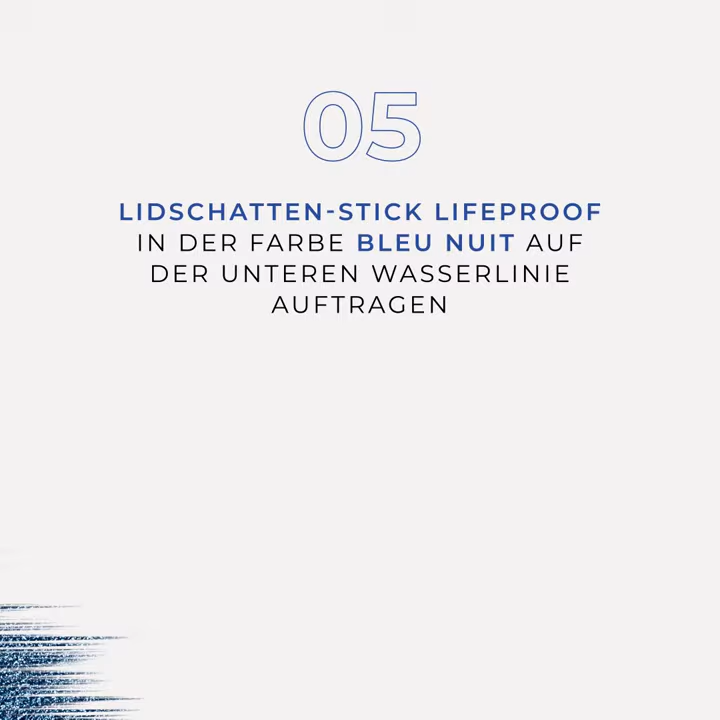 05
LIDSCHATTEN-STICK LIFEPROOF
IN DER FARBE BLEU NUIT AUF
DER UNTEREN WASSERLINIE
AUFTRAGEN